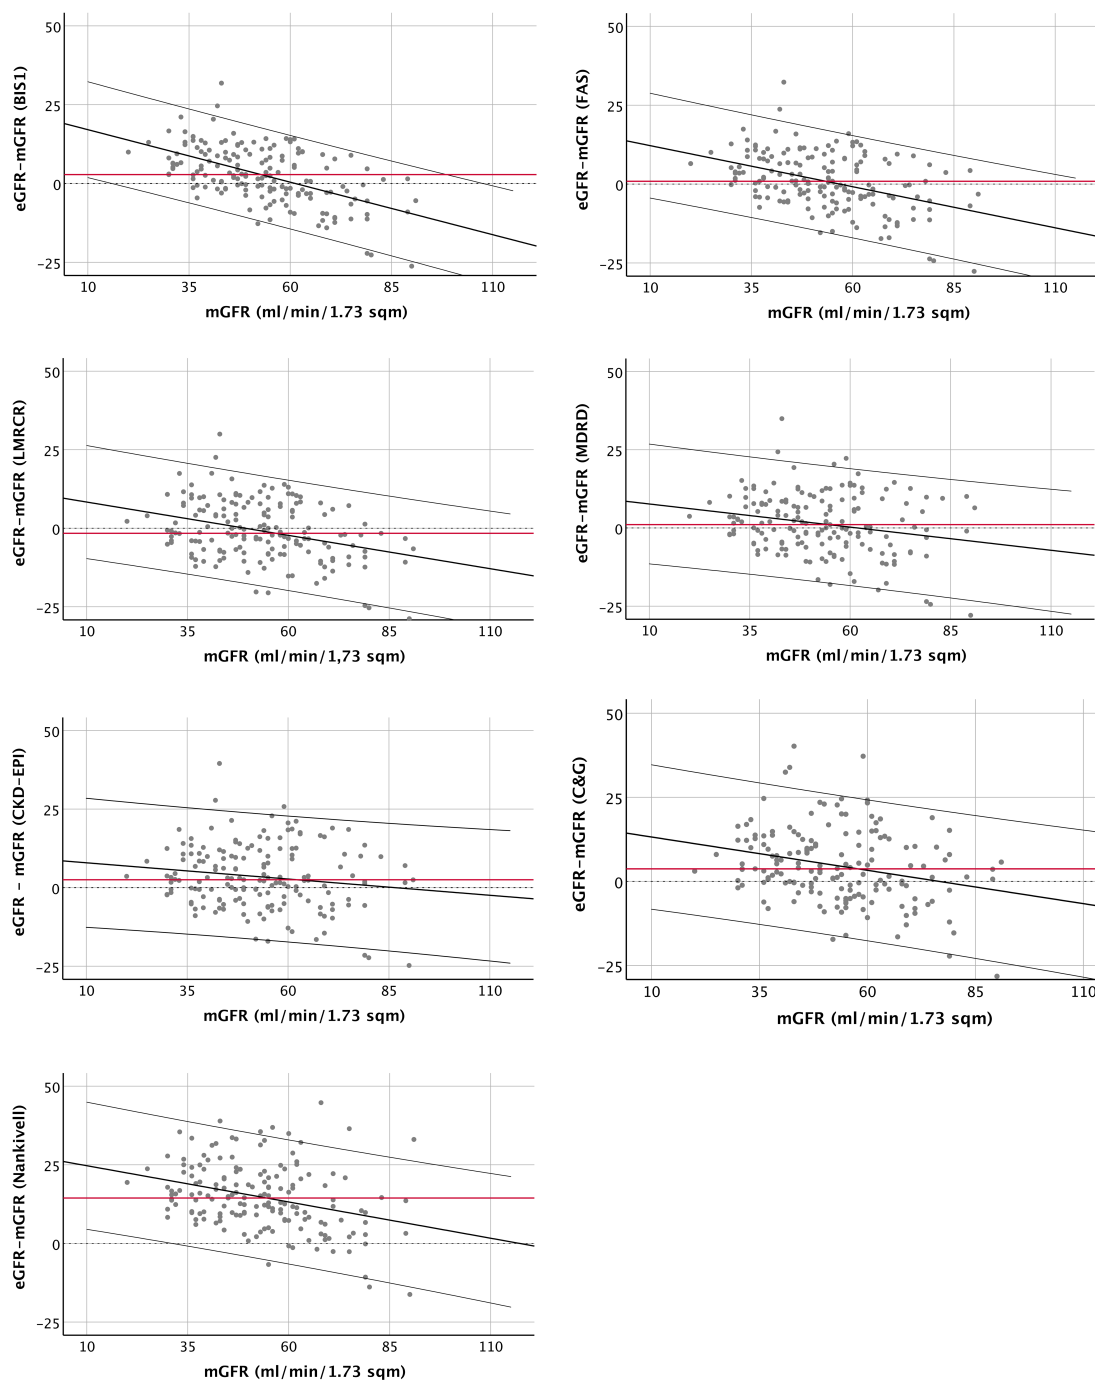 eGFR−mGFR (BIS1)
50
25
0
−25
10 35 60 85 110
mGFR (ml/min/1.73 sqm)
eGFR−mGFR (FAS)
50
25
0
−25
10 35 60 85 110
mGFR (ml/min/1.73 sqm)
eGFR−mGFR (LMRCR)
50
25
0
−25
10 35 60 85 110
mGFR (ml/min/1,73 sqm)
eGFR−mGFR (MDRD)
50
25
0
−25
10 35 60 85 110
mGFR (ml/min/1.73 sqm)
eGFR − mGFR (CKD−EPI)
50
25
0
−25
10 35 60 85 110
mGFR (ml/min/1.73 sqm)
eGFR−mGFR (C&G)
50
25
0
−25
10 35 60 85 110
mGFR (ml/min/1.73 sqm)
eGFR−mGFR (Nankivell)
50
25
0
−25
10 35 60 85 110
mGFR (ml/min/1.73 sqm)